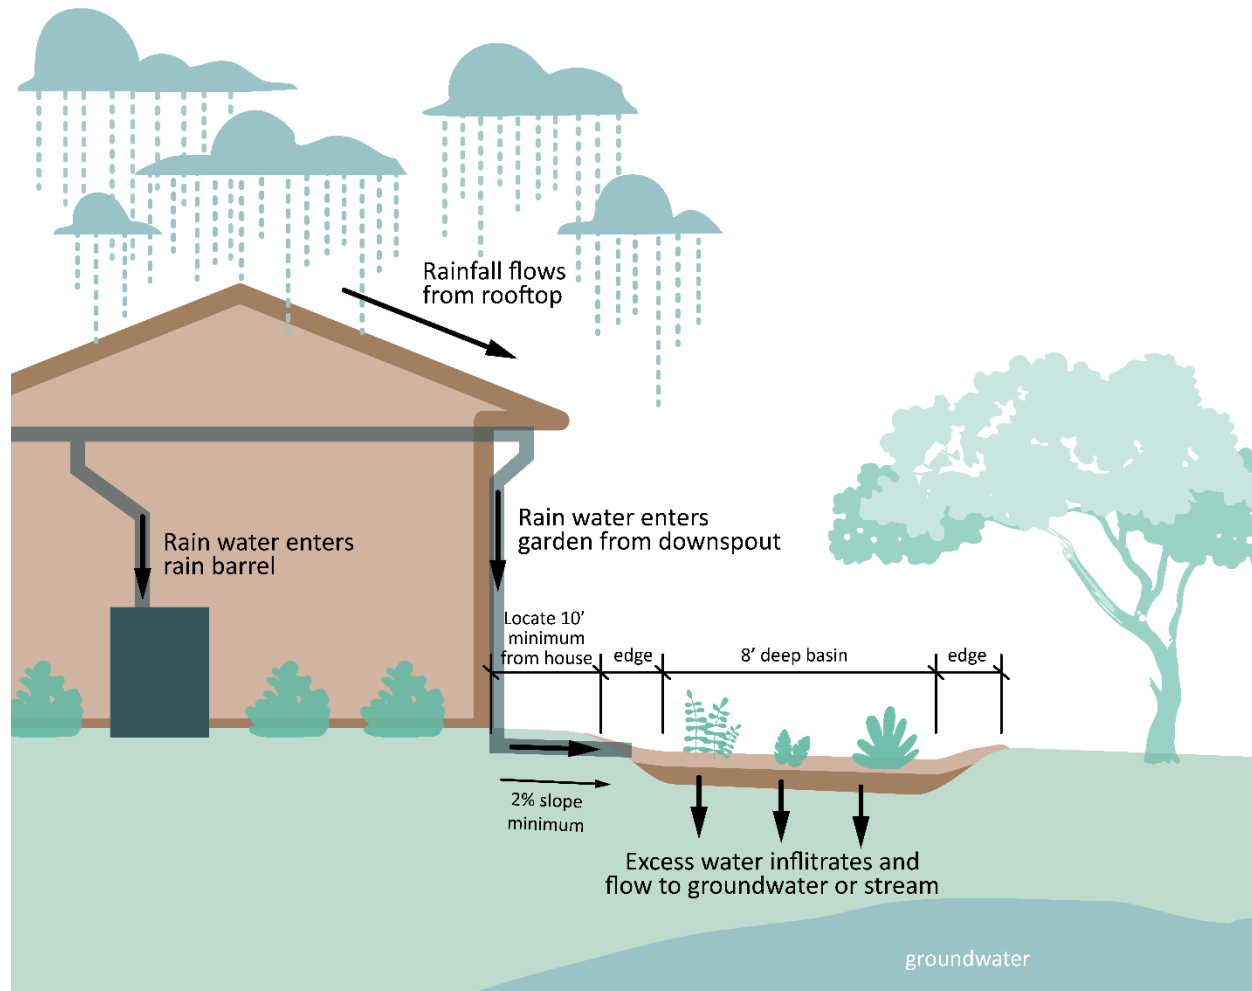 Rainfall flows
from rooftop
Rain water enters
rain barrel
Rain water enters
garden from downspout
Locate 10'
minimum
from house
edge
8' deep basin
edge
2% slope
minimum
Excess water inflitrates and
flow to groundwater or stream
groundwater